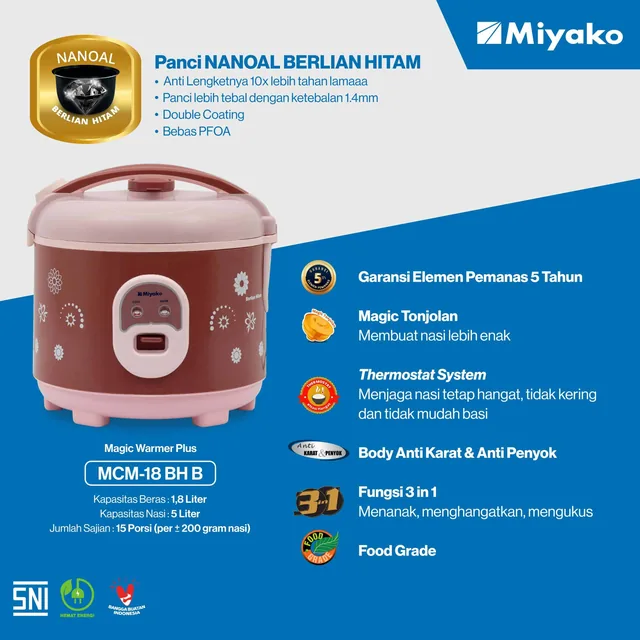 NANOAL
BERLIAN HITAM
Panci NANOAL BERLIAN HITAM
• Anti Lengketnya 10x lebih tahan lamaaa
• Panci lebih tebal dengan ketebalan 1.4mm
• Double Coating
• Bebas PFOA
Miyako
Miyako
Garansi Elemen Pemanas 5 Tahun
5
Magic Tonjolan
Membuat nasi lebih enak
Thermostat System
Menjaga nasi tetap hangat, tidak kering
dan tidak mudah basi
Anti
KARAT & PENYOK
Body Anti Karat & Anti Penyok
3in1
Fungsi 3 in 1
Menanak, menghangatkan, mengukus
FOOD
GRADE
Food Grade
Magic Warmer Plus
MCM-18 BH B
Kapasitas Beras : 1,8 Liter
Kapasitas Nasi : 5 Liter
Jumlah Sajian : 15 Porsi (per ± 200 gram nasi)
SNI
HEMAT ENERGI
BANGGA BUATAN
INDONESIA